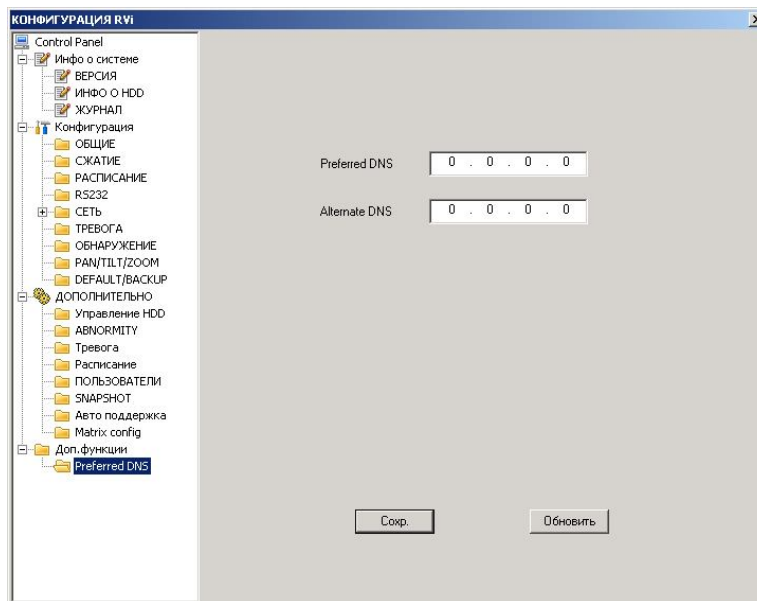 КОНФИГУРАЦИЯ RVi
Control Panel
Инфо о системе
ВЕРСИЯ
ИНФО О HDD
ЖУРНАЛ
Конфигурация
ОБЩИЕ
СЖАТИЕ
РАСПИСАНИЕ
RS232
СЕТЬ
ТРЕВОГА
ОБНАРУЖЕНИЕ
PAN/TILT/ZOOM
DEFAULT/BACKUP
ДОПОЛНИТЕЛЬНО
Управление HDD
ABNORMITY
Тревога
Расписание
ПОЛЬЗОВАТЕЛИ
SNAPSHOT
Авто поддержка
Matrix config
Доп.функции
Preferred DNS
Preferred DNS 0 . 0 . 0 . 0
Alternate DNS 0 . 0 . 0 . 0
Сохр. Обновить